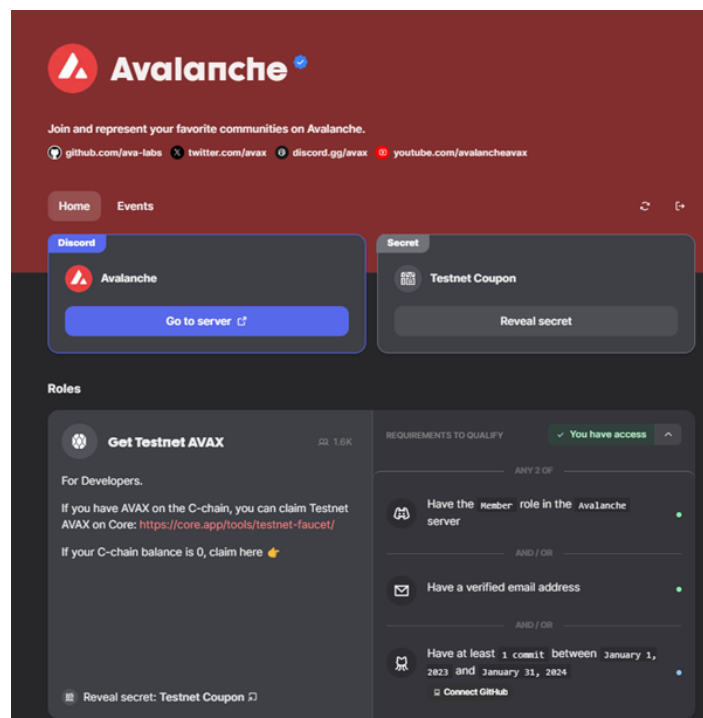 Avalanche
Join and represent your favorite communities on Avalanche.
github.com/ava-labs twitter.com/avax discord.gg/avax youtube.com/avalancheavax
Home Events
Discord
Avalanche
Go to server
Secret
Testnet Coupon
Reveal secret
Roles
Get Testnet AVAX 1.6K
For Developers.
If you have AVAX on the C-chain, you can claim Testnet
AVAX on Core: https://core.app/tools/testnet-faucet/
If your C-chain balance is 0, claim here 👉
Reveal secret: Testnet Coupon
REQUIREMENTS TO QUALIFY You have access
ANY 2 OF
Have the Member role in the Avalanche
server
AND / OR
Have a verified email address
AND / OR
Have at least 1 commit between January 1,
2023 and January 31, 2024
Connect GitHub